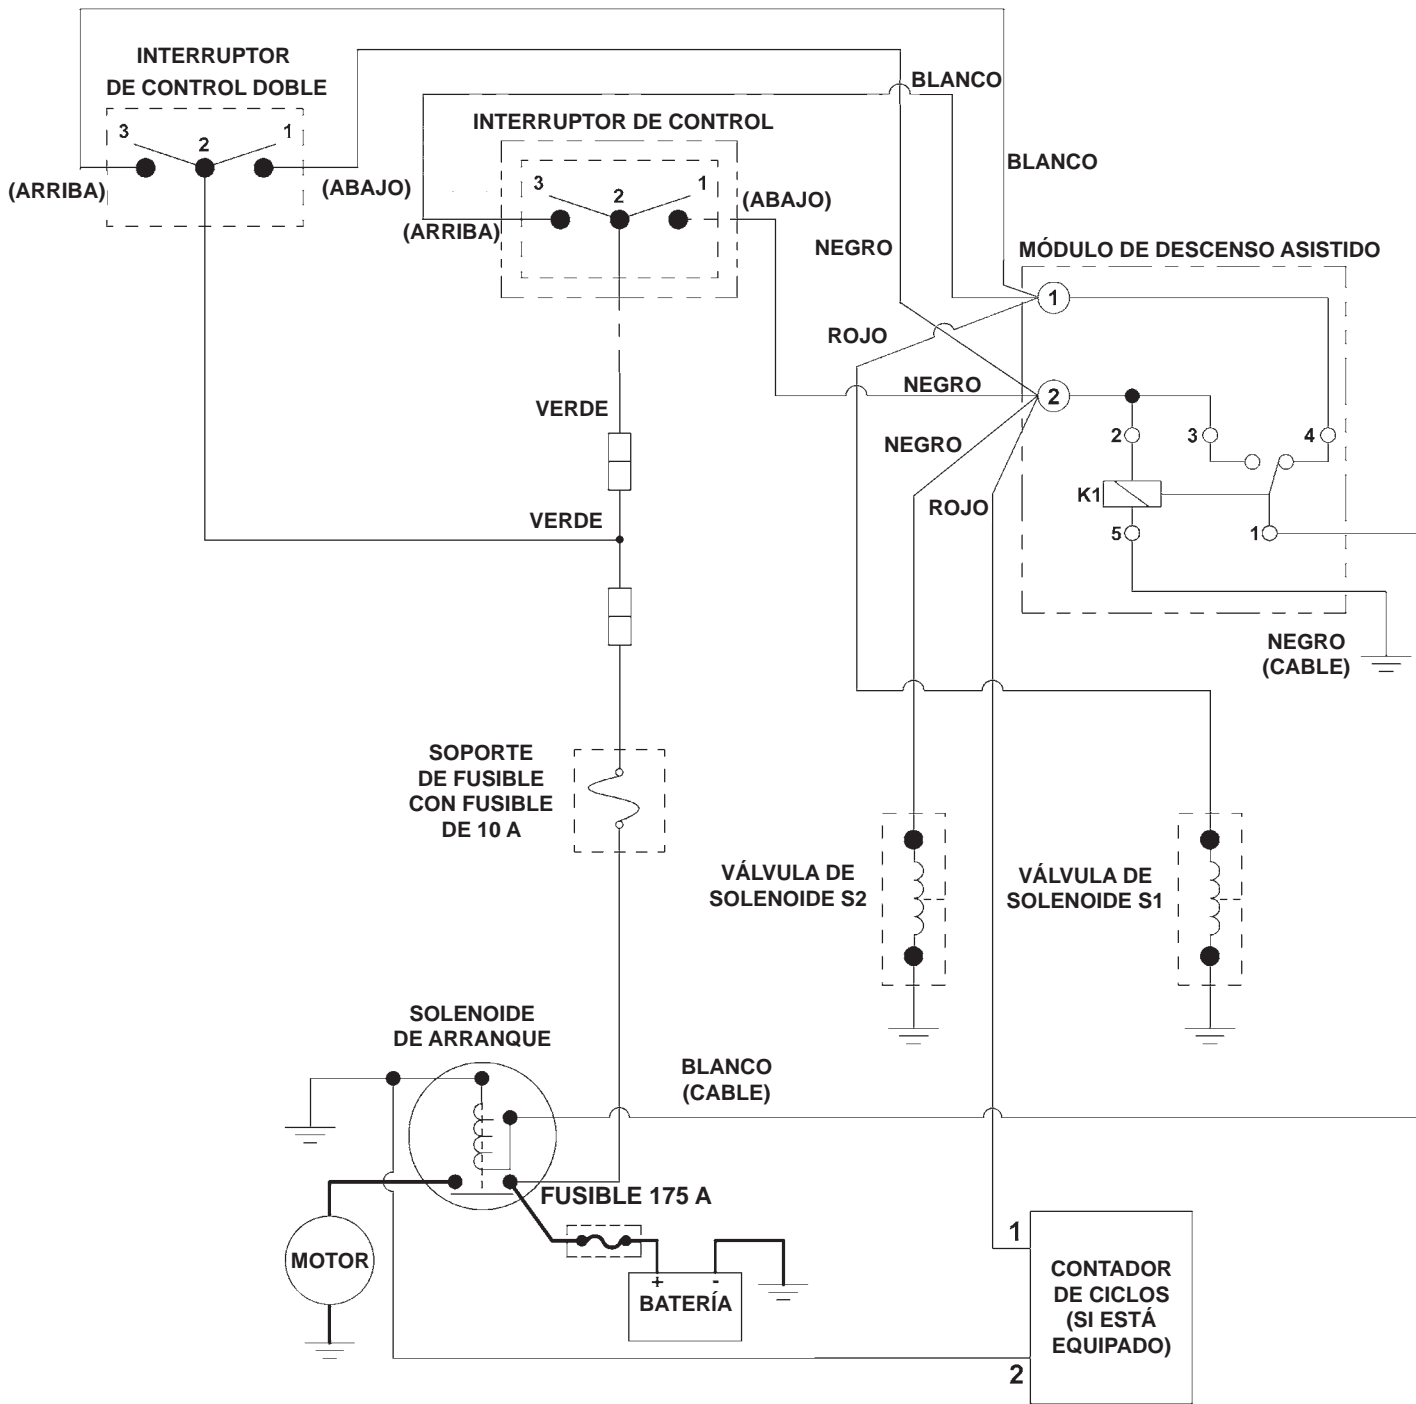 INTERRUPTOR
DE CONTROL DOBLE
3
2
1
(ARRIBA)
(ABAJO)
INTERRUPTOR DE CONTROL
3
2
1
(ARRIBA)
(ABAJO)
BLANCO
BLANCO
NEGRO
MÓDULO DE DESCENSO ASISTIDO
1
ROJO
NEGRO
2
NEGRO
ROJO
2
3
4
K1
5
1
NEGRO
(CABLE)
VERDE
VERDE
SOPORTE
DE FUSIBLE
CON FUSIBLE
DE 10 A
VÁLVULA DE
SOLENOIDE S2
VÁLVULA DE
SOLENOIDE S1
SOLENOIDE
DE ARRANQUE
BLANCO
(CABLE)
FUSIBLE 175 A
MOTOR
+
-
BATERÍA
1
CONTADOR
DE CICLOS
(SI ESTÁ
EQUIPADO)
2